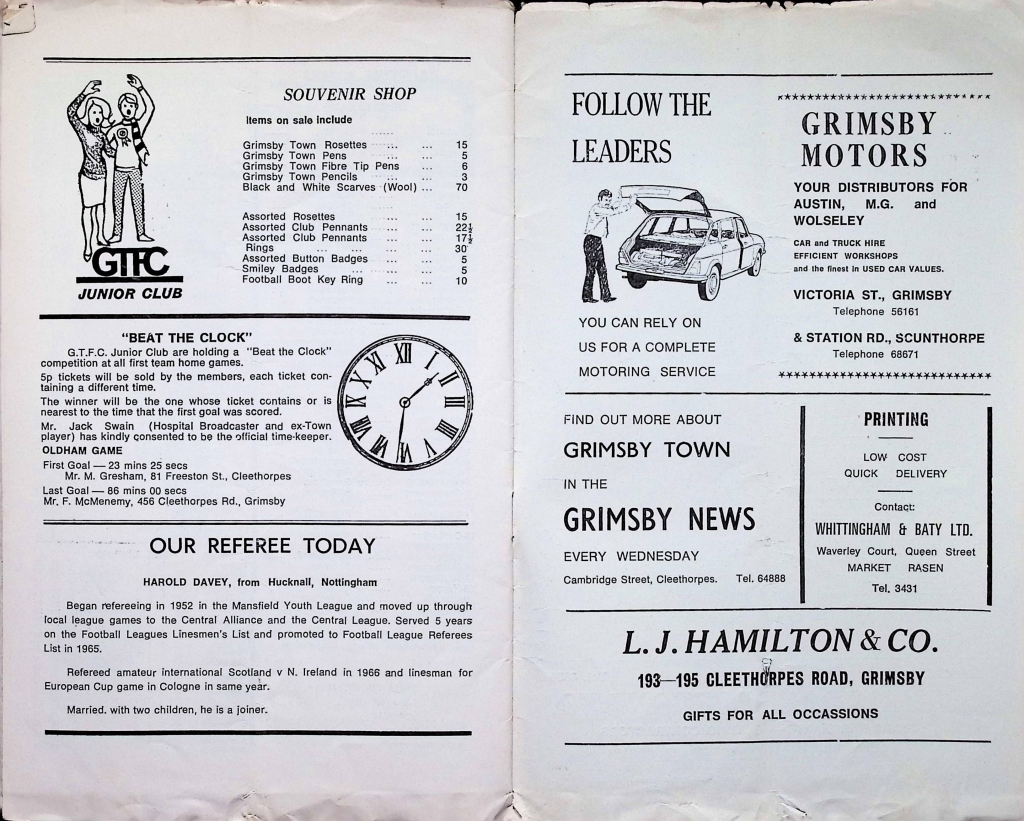 SOUVENIR SHOP
Items on sale include
Grimsby Town Rosettes ... ... 15
Grimsby Town Pens ... ... 5
Grimsby Town Fibre Tip Pens ... 6
Grimsby Town Pencils ... ... 3
Black and White Scarves (Wool) ... 70
Assorted Rosettes ... ... 15
Assorted Club Pennants ... ... 22½
Assorted Club Pennants ... ... 17½
Rings ... ... 30
Assorted Button Badges ... ... 5
Smiley Badges ... ... 5
Football Boot Key Ring ... ... 10
GTFC
JUNIOR CLUB
"BEAT THE CLOCK"
G.T.F.C. Junior Club are holding a "Beat the Clock"
competition at all first team home games.
5p tickets will be sold by the members, each ticket con-
taining a different time.
The winner will be the one whose ticket contains or is
nearest to the time that the first goal was scored.
Mr. Jack Swain (Hospital Broadcaster and ex-Town
player) has kindly consented to be the official time-keeper.
OLDHAM GAME
First Goal — 23 mins 25 secs
Mr. M. Gresham, 81 Freeston St., Cleethorpes
Last Goal — 86 mins 00 secs
Mr. F. McMenemy, 456 Cleethorpes Rd., Grimsby
XII I II III IIII V VI VII VIII IX X XI
OUR REFEREE TODAY
HAROLD DAVEY, from Hucknall, Nottingham
Began refereeing in 1952 in the Mansfield Youth League and moved up through
local league games to the Central Alliance and the Central League. Served 5 years
on the Football Leagues Linesmen's List and promoted to Football League Referees
List in 1965.
Refereed amateur international Scotland v N. Ireland in 1966 and linesman for
European Cup game in Cologne in same year.
Married. with two children, he is a joiner.
FOLLOW THE
LEADERS
YOU CAN RELY ON
US FOR A COMPLETE
MOTORING SERVICE
GRIMSBY
MOTORS
YOUR DISTRIBUTORS FOR
AUSTIN, M.G. and
WOLSELEY
CAR and TRUCK HIRE
EFFICIENT WORKSHOPS
and the finest in USED CAR VALUES.
VICTORIA ST., GRIMSBY
Telephone 56161
& STATION RD., SCUNTHORPE
Telephone 68671
FIND OUT MORE ABOUT
GRIMSBY TOWN
IN THE
GRIMSBY NEWS
EVERY WEDNESDAY
Cambridge Street, Cleethorpes. Tel. 64888
PRINTING
LOW COST
QUICK DELIVERY
Contact:
WHITTINGHAM & BATY LTD.
Waverley Court, Queen Street
MARKET RASEN
Tel. 3431
L. J. HAMILTON & CO.
193—195 CLEETHORPES ROAD, GRIMSBY
GIFTS FOR ALL OCCASSIONS